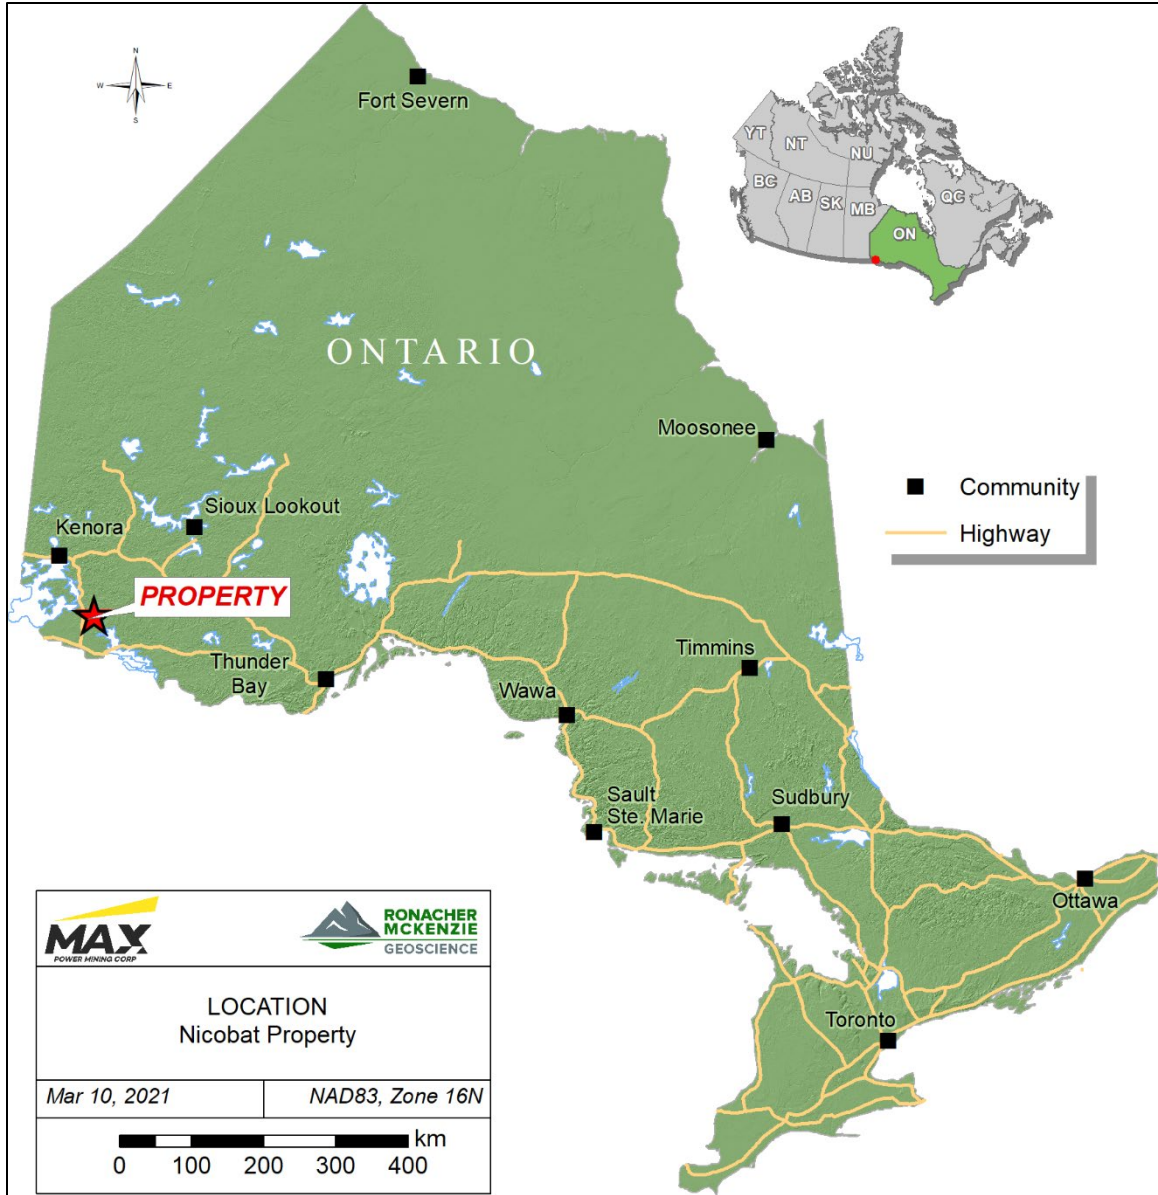 N
W
E
S
Fort Severn
YT
NT
NU
BC
AB
SK
MB
QC
ON
ONTARIO
Moosonee
Community
Highway
Sioux Lookout
Kenora
PROPERTY
Thunder
Bay
Timmins
Wawa
Sault
Ste. Marie
Sudbury
Ottawa
Toronto
MAX
POWER MINING CORP
RONACHER
MCKENZIE
GEOSCIENCE
LOCATION
Nicobat Property
Mar 10, 2021
NAD83, Zone 16N
km
0 100 200 300 400